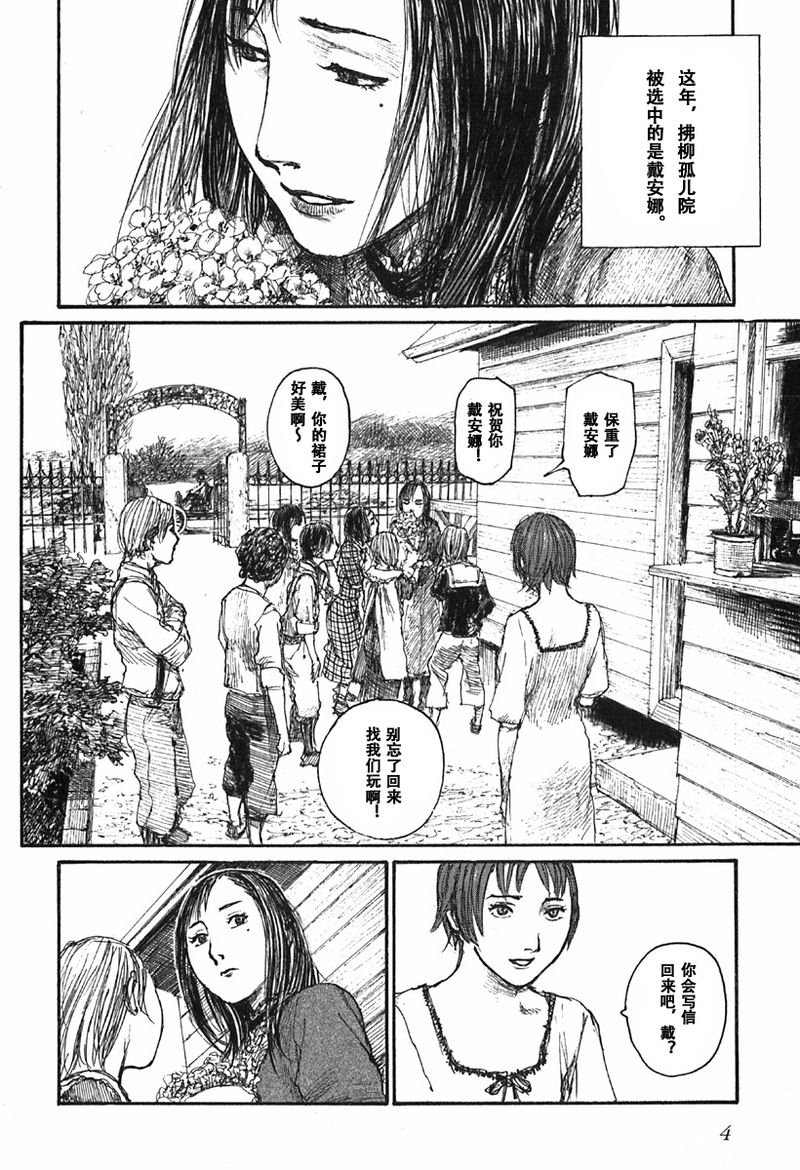 这年，拂柳孤儿院
被选中的是戴安娜。
戴，你的裙子
好美啊～
祝贺你
戴安娜！
保重了
戴安娜
别忘了回来
找我们玩啊！
你会写信
回来吧，戴？
4